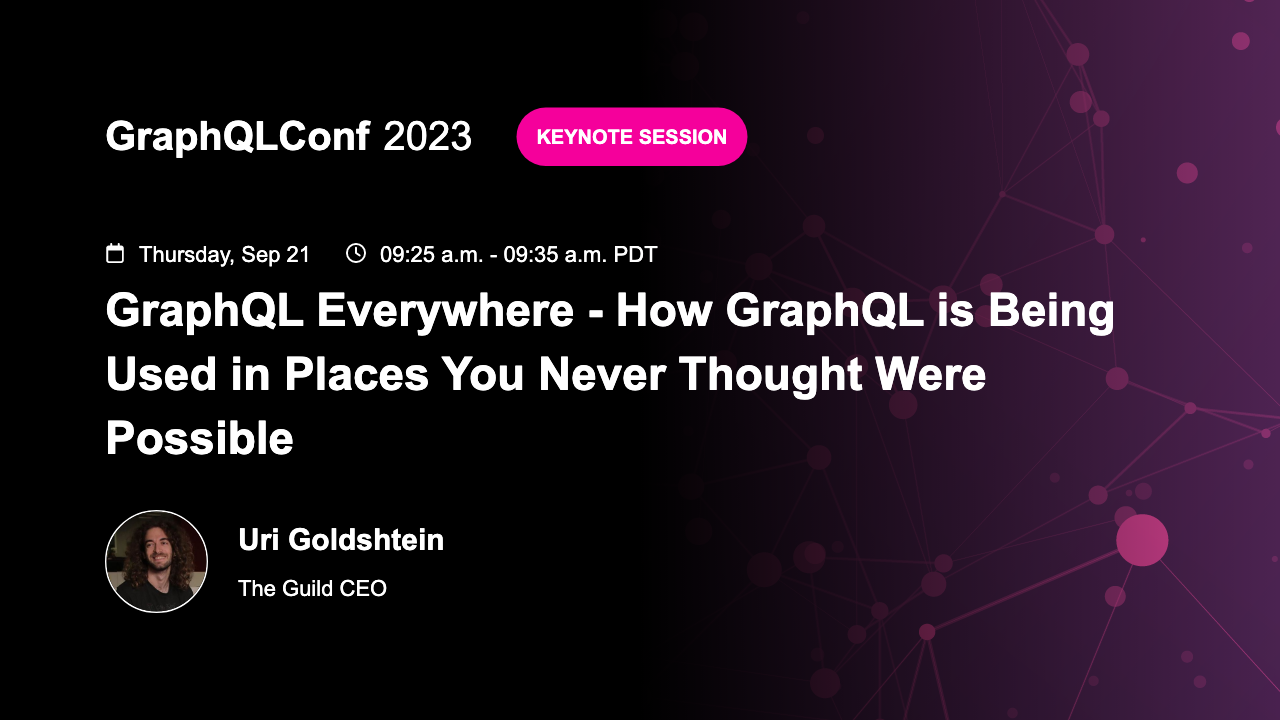 GraphQLConf 2023
KEYNOTE SESSION
Thursday, Sep 21
09:25 a.m. - 09:35 a.m. PDT
GraphQL Everywhere - How GraphQL is Being
Used in Places You Never Thought Were
Possible
Uri Goldshtein
The Guild CEO